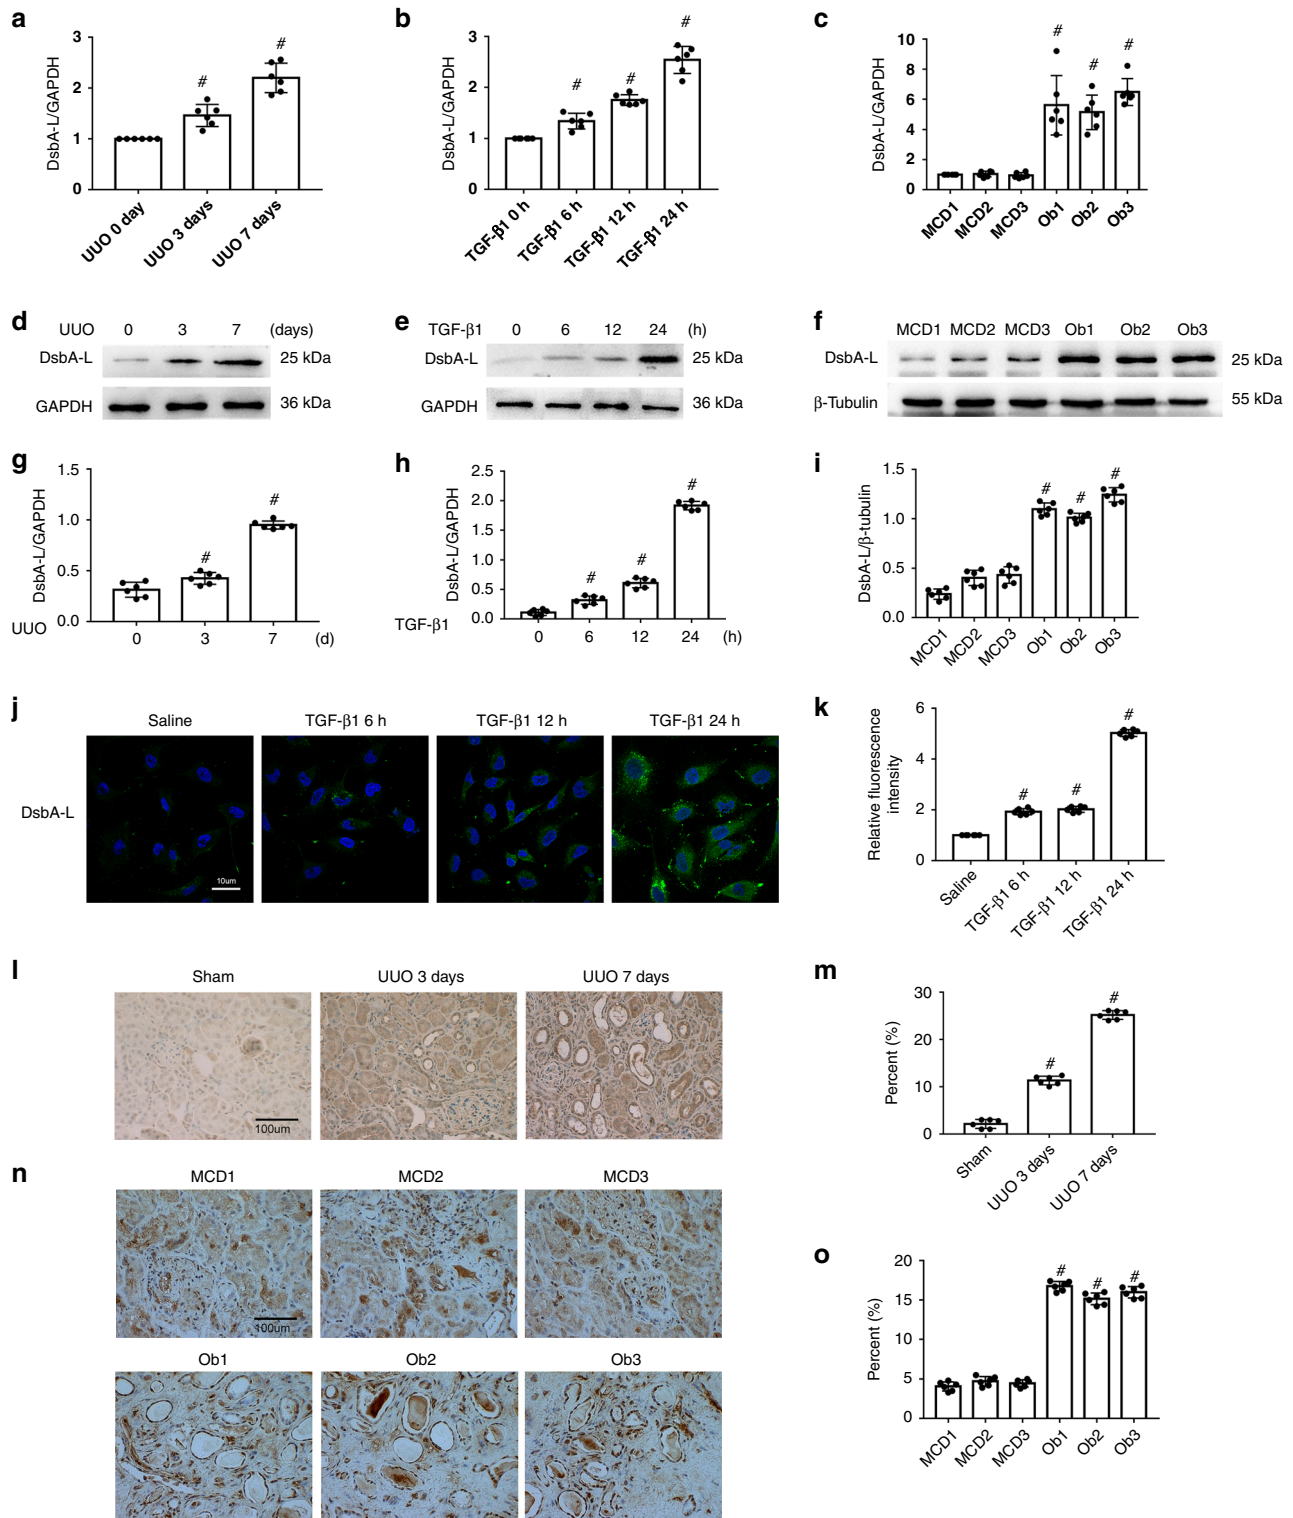 a
DsbA-L/GAPDH
3
2
1
0
#
#
UUO 0 day
UUO 3 days
UUO 7 days
b
DsbA-L/GAPDH
3
2
1
0
#
#
#
TGF-β1 0 h
TGF-β1 6 h
TGF-β1 12 h
TGF-β1 24 h
c
DsbA-L/GAPDH
10
8
6
4
2
0
#
#
#
MCD1
MCD2
MCD3
Ob1
Ob2
Ob3
d
UUO 0 3 7 (days)
DsbA-L 25 kDa
GAPDH 36 kDa
e
TGF-β1 0 6 12 24 (h)
DsbA-L 25 kDa
GAPDH 36 kDa
f
MCD1 MCD2 MCD3 Ob1 Ob2 Ob3
DsbA-L 25 kDa
β-Tubulin 55 kDa
g
DsbA-L/GAPDH
1.5
1.0
0.5
0.0
#
#
UUO 0 3 7 (d)
h
DsbA-L/GAPDH
2.5
2.0
1.5
1.0
0.5
0.0
#
#
#
TGF-β1 0 6 12 24 (h)
i
DsbA-L/β-tubulin
1.5
1.0
0.5
0.0
#
#
#
MCD1
MCD2
MCD3
Ob1
Ob2
Ob3
j
Saline TGF-β1 6 h TGF-β1 12 h TGF-β1 24 h
DsbA-L
10um
k
Relative fluorescence
intensity
6
4
2
0
#
#
#
Saline
TGF-β1 6 h
TGF-β1 12 h
TGF-β1 24 h
l
Sham UUO 3 days UUO 7 days
100um
m
Percent (%)
30
20
10
0
#
#
Sham
UUO 3 days
UUO 7 days
n
MCD1 MCD2 MCD3
100um
Ob1 Ob2 Ob3
o
Percent (%)
20
15
10
5
0
#
#
#
MCD1
MCD2
MCD3
Ob1
Ob2
Ob3